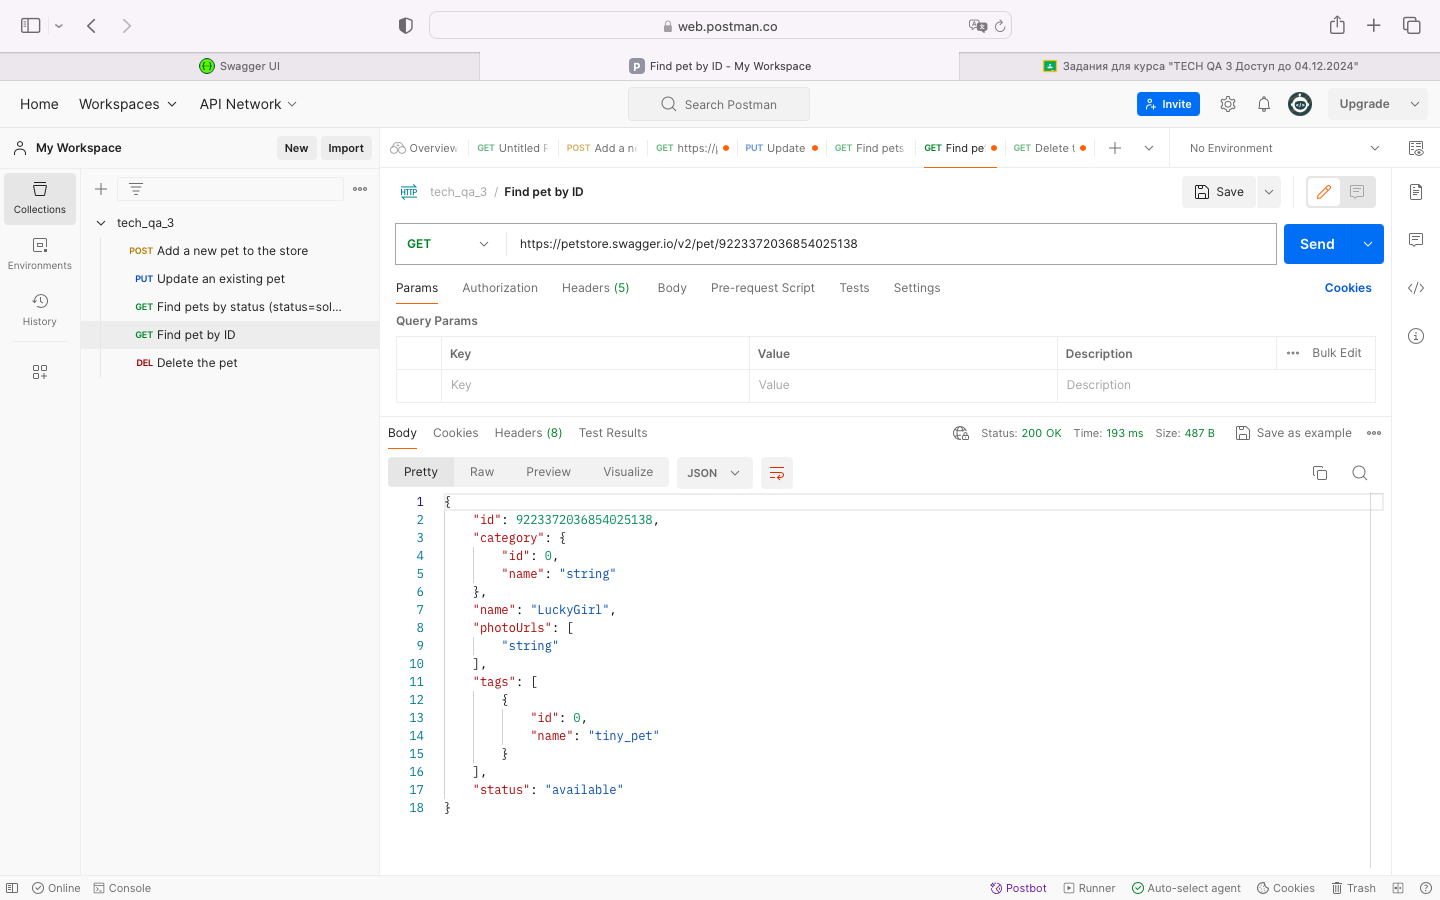 web.postman.co
Swagger UI
Find pet by ID - My Workspace
Задания для курса "TECH QA 3 Доступ до 04.12.2024"
Home
Workspaces
API Network
Search Postman
Invite
Upgrade
My Workspace
New
Import
Overview
GET Untitled
POST Add a
GET https://
PUT Update
GET Find pets
GET Find pe
GET Delete
No Environment
Collections
Environments
History
tech_qa_3
POST Add a new pet to the store
PUT Update an existing pet
GET Find pets by status (status=sol...
GET Find pet by ID
DEL Delete the pet
HTTP
tech_qa_3 / Find pet by ID
Save
GET
https://petstore.swagger.io/v2/pet/9223372036854025138
Send
Params
Authorization
Headers (5)
Body
Pre-request Script
Tests
Settings
Cookies
Query Params
Key
Value
Description
Bulk Edit
Key
Value
Description
Body
Cookies
Headers (8)
Test Results
Status: 200 OK
Time: 193 ms
Size: 487 B
Save as example
Pretty
Raw
Preview
Visualize
JSON
1 {
2 "id": 9223372036854025138,
3 "category": {
4 "id": 0,
5 "name": "string"
6 },
7 "name": "LuckyGirl",
8 "photoUrls": [
9 "string"
10 ],
11 "tags": [
12 {
13 "id": 0,
14 "name": "tiny_pet"
15 }
16 ],
17 "status": "available"
18 }
Online
Console
Postbot
Runner
Auto-select agent
Cookies
Trash